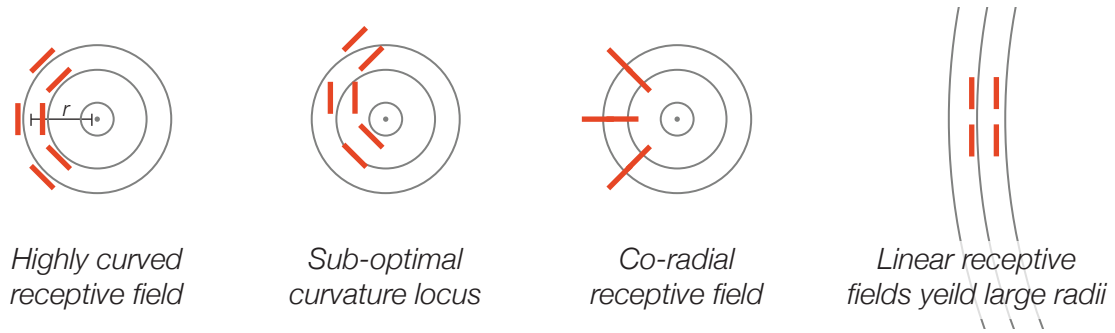 r
Highly curved
receptive field
Sub-optimal
curvature locus
Co-radial
receptive field
Linear receptive
fields yeild large radii